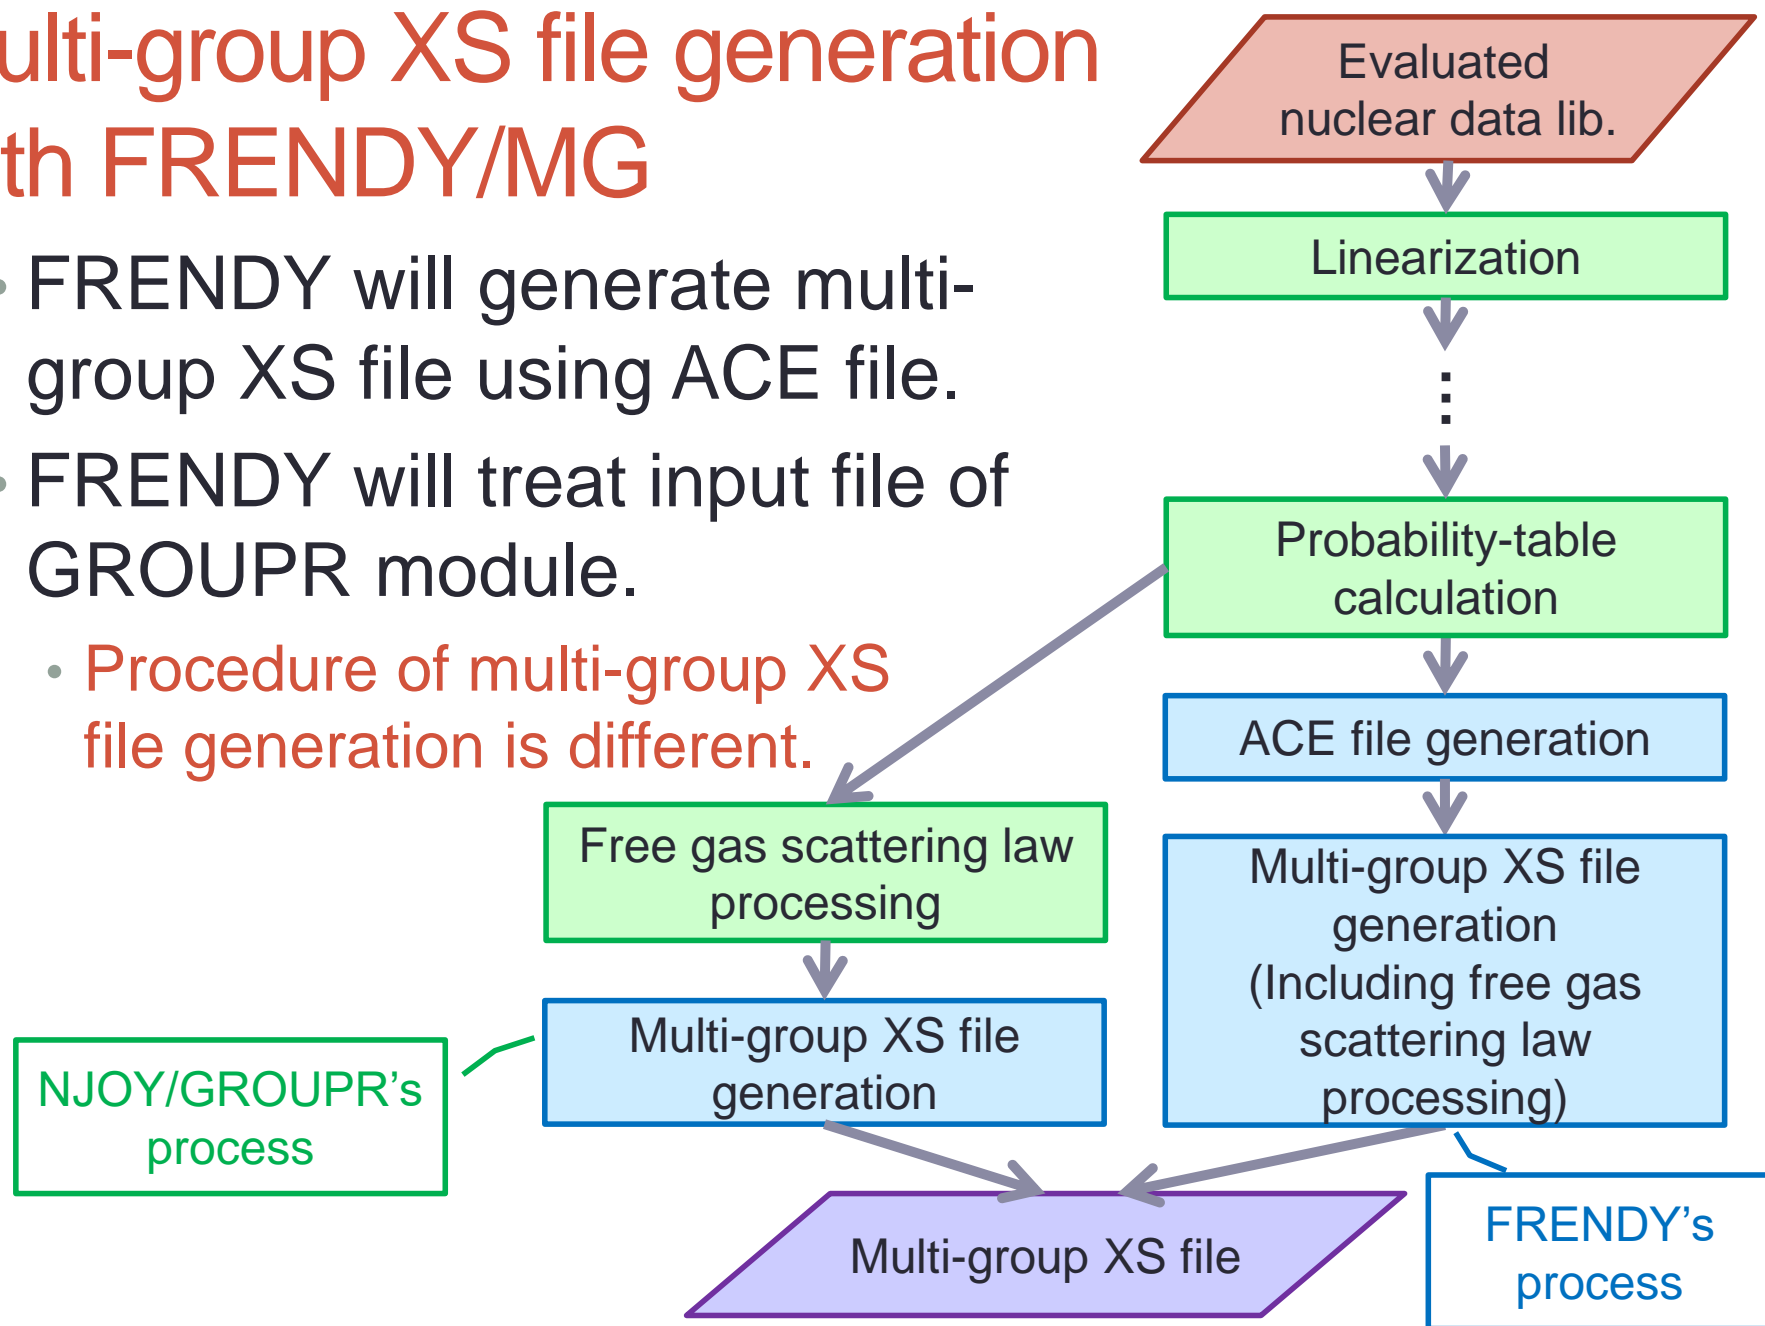 ulti-group XS file generation
th FRENDY/MG
• FRENDY will generate multi-
group XS file using ACE file.
• FRENDY will treat input file of
GROUPR module.
• Procedure of multi-group XS
file generation is different.
Evaluated
nuclear data lib.
Linearization
Probability-table
calculation
ACE file generation
Free gas scattering law
processing
Multi-group XS file
generation
(Including free gas
scattering law
processing)
Multi-group XS file
generation
NJOY/GROUPR’s
process
FRENDY’s
process
Multi-group XS file